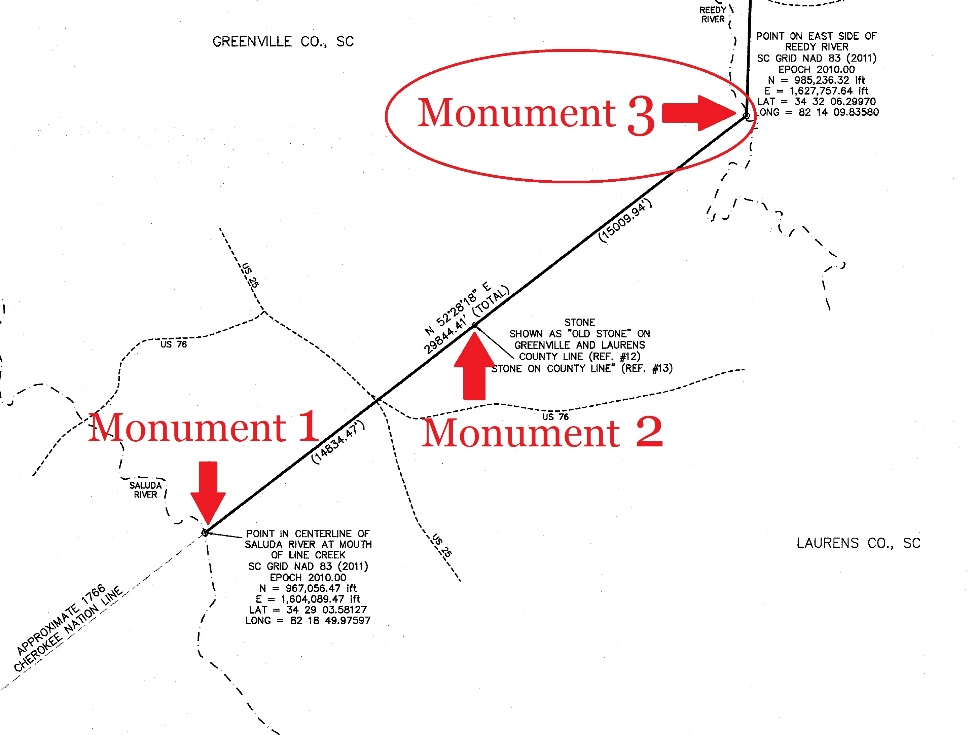 REEDY
RIVER
GREENVILLE CO., SC
POINT ON EAST SIDE OF
REEDY RIVER
SC GRID NAD 83 (2011)
EPOCH 2010.00
N = 985,236.32 ift
E = 1,627,757.64 ift
LAT = 34 32 06.29970
LONG = 82 14 09.83580
Monument 3
(15009.94')
US 25
N 52°28'18" E
29844.41' (TOTAL)
US 76
STONE
SHOWN AS "OLD STONE" ON
GREENVILLE AND LAURENS
COUNTY LINE (REF. #12)
STONE ON COUNTY LINE" (REF. #13)
US 76
Monument 1
(14834.47')
Monument 2
SALUDA
RIVER
POINT IN CENTERLINE OF
SALUDA RIVER AT MOUTH
OF LINE CREEK
SC GRID NAD 83 (2011)
EPOCH 2010.00
N = 967,056.47 ift
E = 1,604,089.47 ift
LAT = 34 29 03.58127
LONG = 82 18 49.97597
US 25
LAURENS CO., SC
APPROXIMATE 1766
CHEROKEE NATION LINE